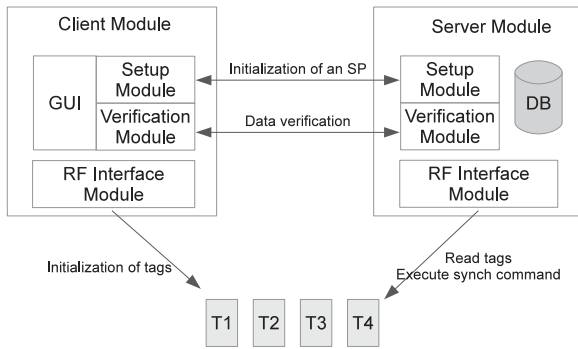 Client Module
Server Module
GUI
Setup
Module
Verification
Module
Initialization of an SP
Data verification
Setup
Module
Verification
Module
DB
RF Interface
Module
RF Interface
Module
Initialization of tags
Read tags
Execute synch command
T1
T2
T3
T4